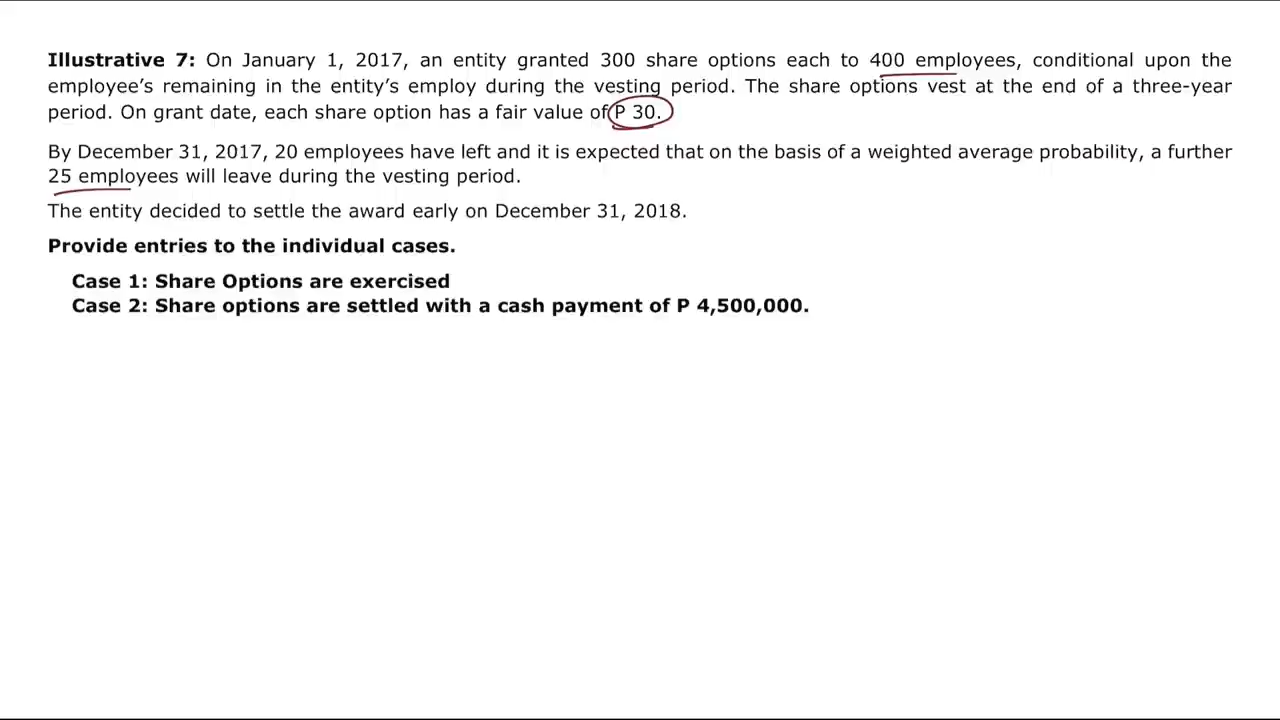 Illustrative 7: On January 1, 2017, an entity granted 300 share options each to 400 employees, conditional upon the
employee’s remaining in the entity’s employ during the vesting period. The share options vest at the end of a three-year
period. On grant date, each share option has a fair value of P 30.
By December 31, 2017, 20 employees have left and it is expected that on the basis of a weighted average probability, a further
25 employees will leave during the vesting period.
The entity decided to settle the award early on December 31, 2018.
Provide entries to the individual cases.
Case 1: Share Options are exercised
Case 2: Share options are settled with a cash payment of P 4,500,000.